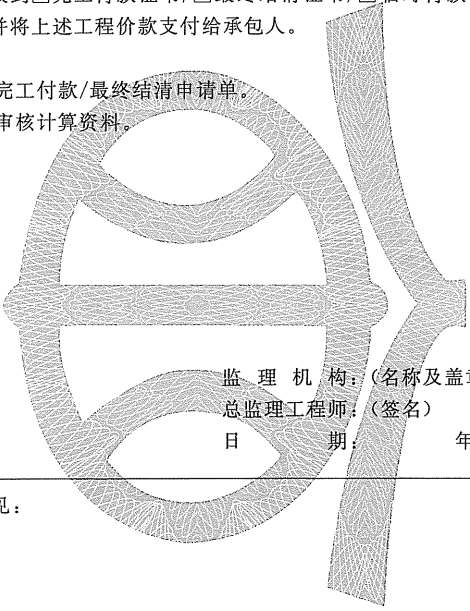 并将上述工程价款支付给承包人。
完工付款/最终结清申请单。
审核计算资料。
监 理 机 构：（名称及盖章
总监理工程师：（签名）
日 期： 年
见：